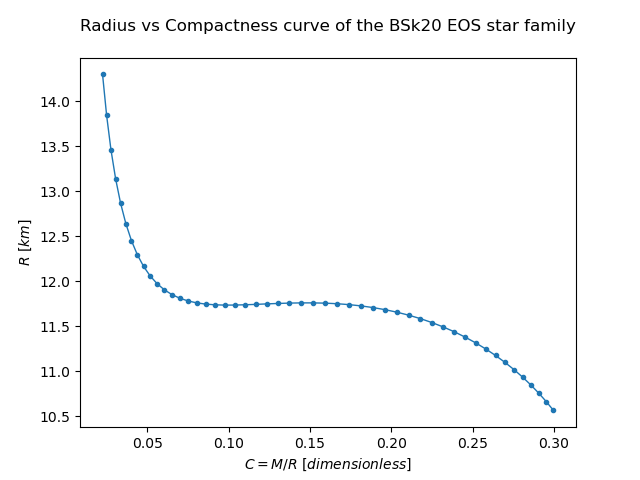 Radius vs Compactness curve of the BSk20 EOS star family
14.0
13.5
13.0
12.5
12.0
11.5
11.0
10.5
R [km]
0.05 0.10 0.15 0.20 0.25 0.30
C = M/R [dimensionless]